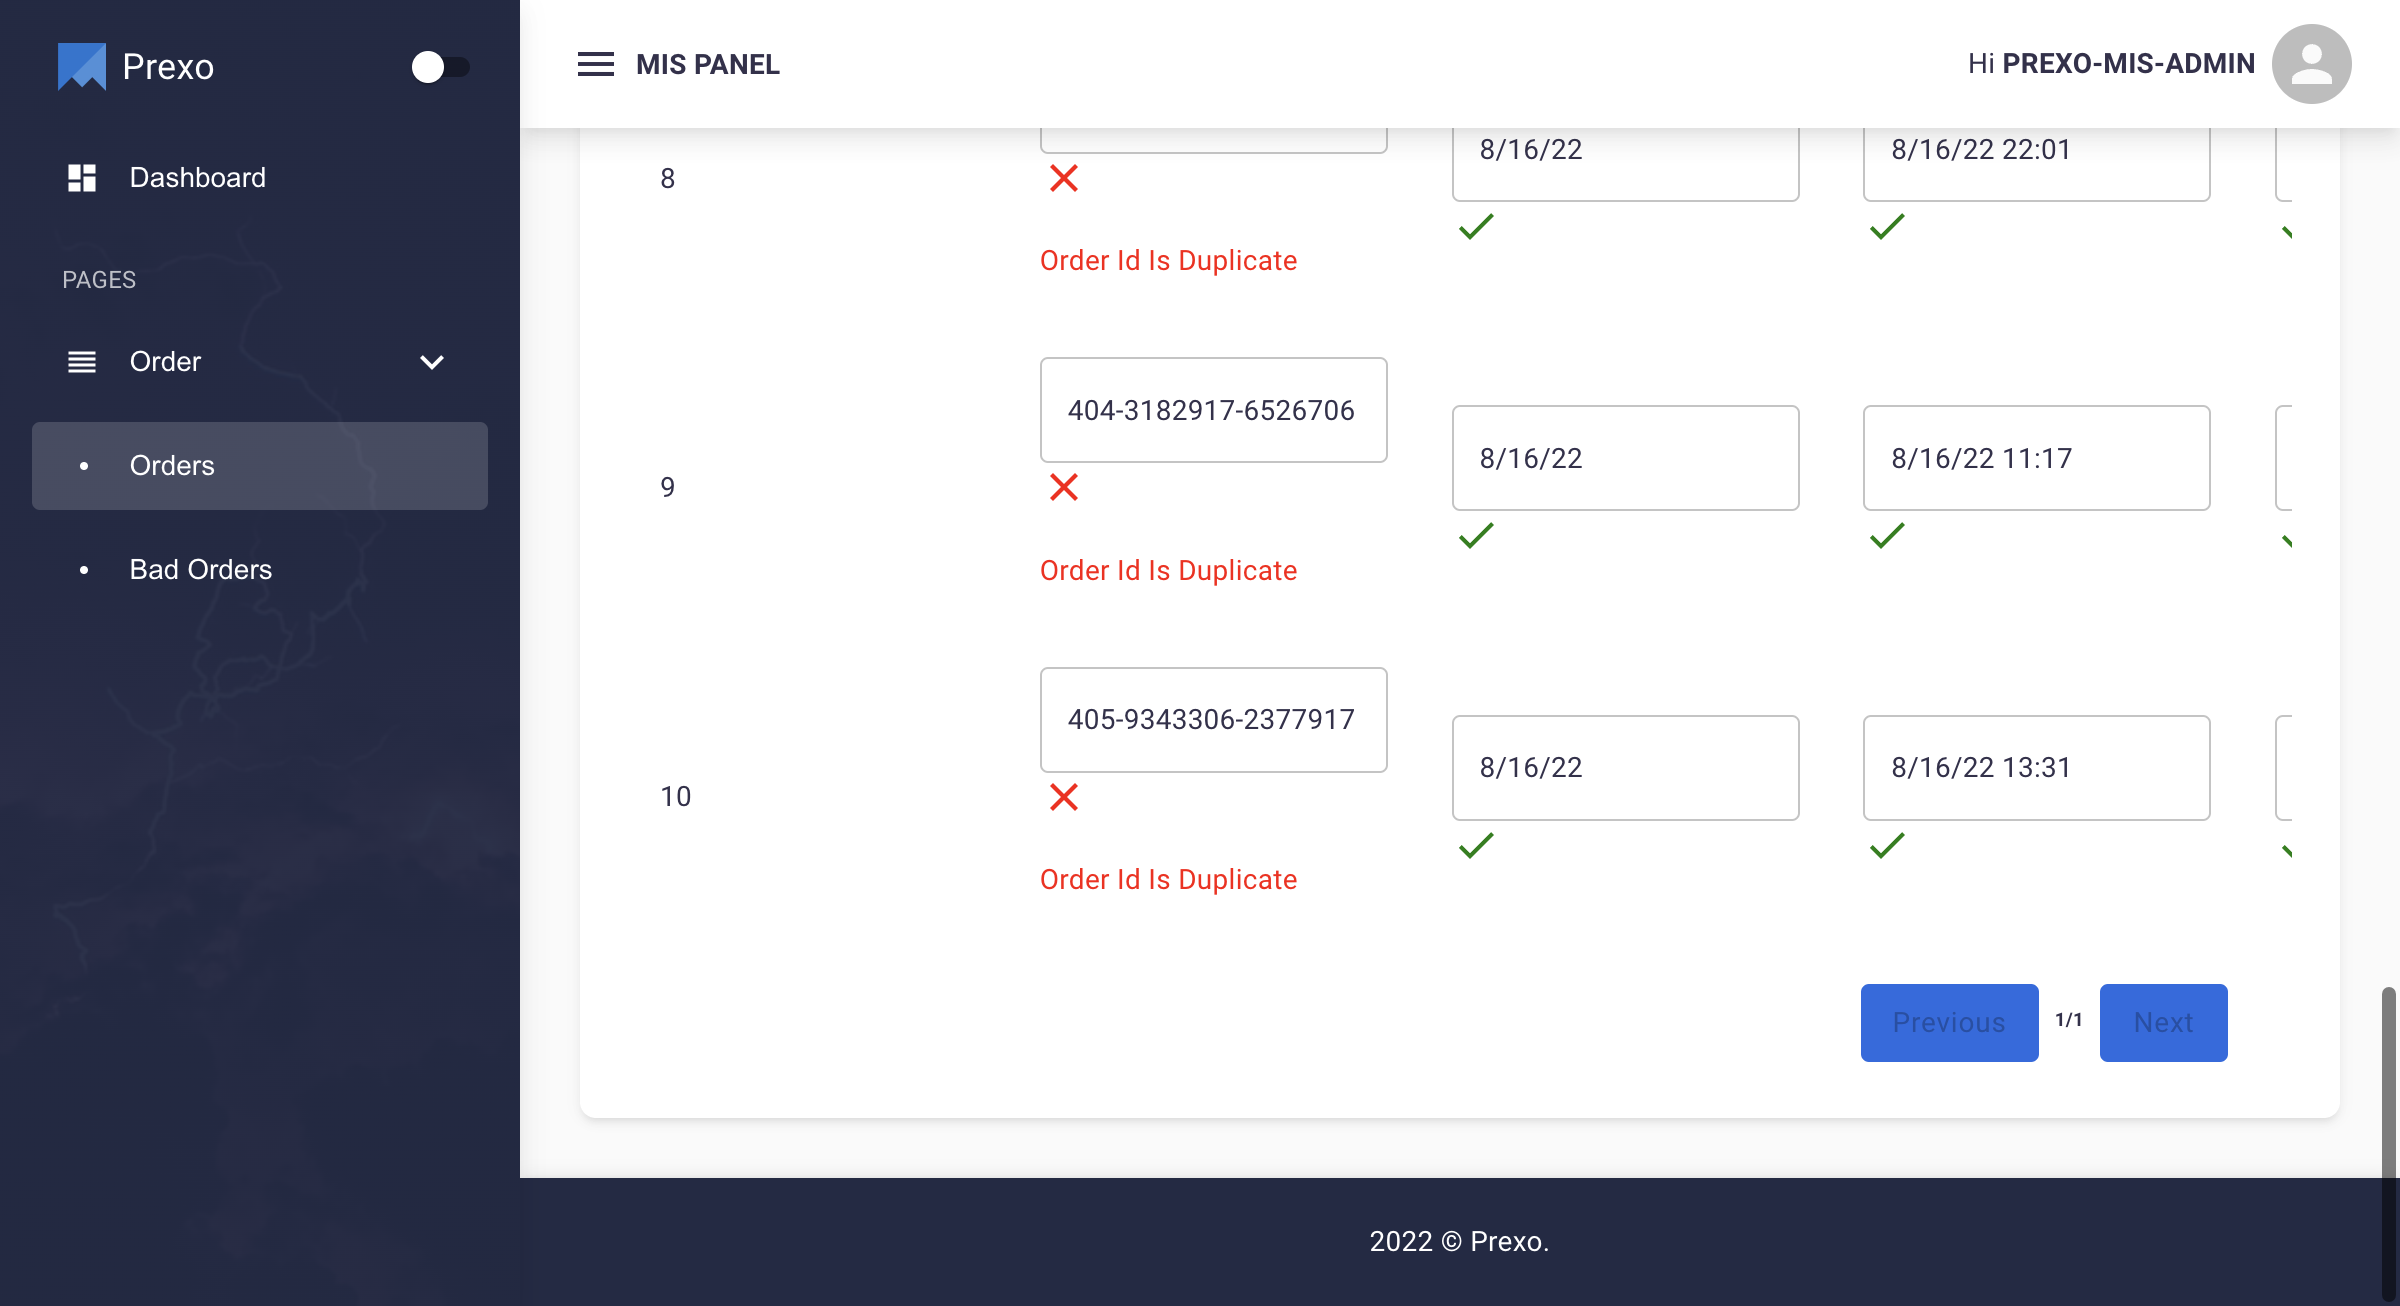 Prexo
MIS PANEL
Hi PREXO-MIS-ADMIN
Dashboard
PAGES
Order
Orders
Bad Orders
8
8/16/22
8/16/22 22:01
Order Id Is Duplicate
9
404-3182917-6526706
8/16/22
8/16/22 11:17
Order Id Is Duplicate
10
405-9343306-2377917
8/16/22
8/16/22 13:31
Order Id Is Duplicate
Previous
1/1
Next
2022 © Prexo.